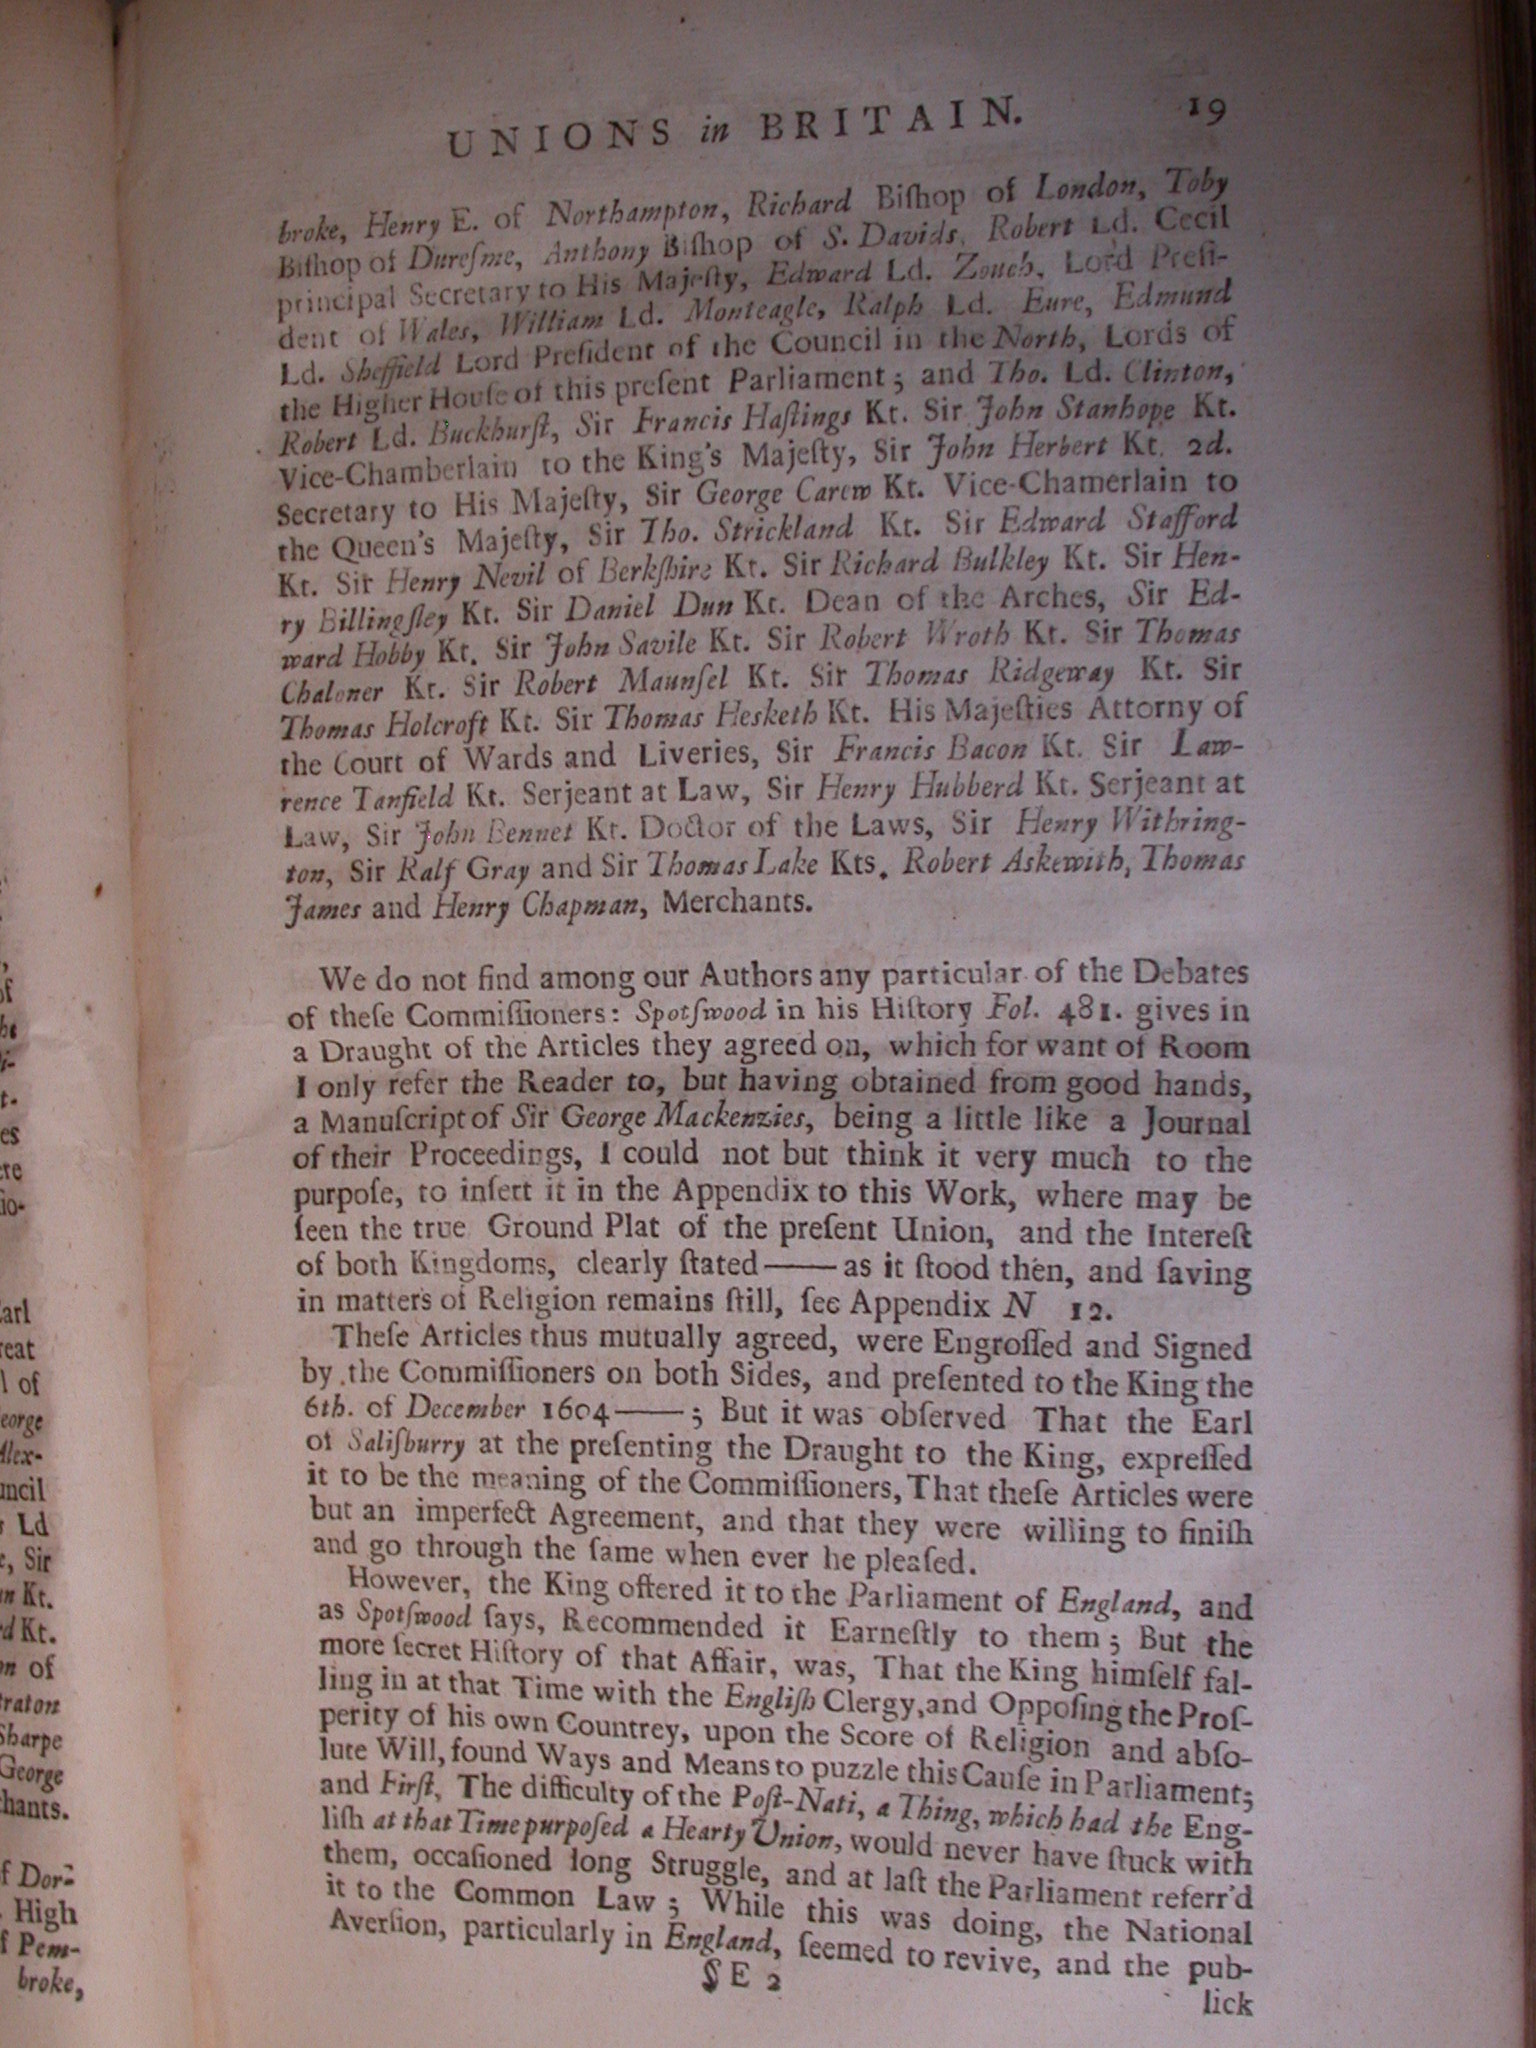 UNIONS in BRITAIN. 19
broke, Henry E. of Northampton, Richard Biſhop of London, Toby
Biſhop of Dureſme, Anthony Biſhop of S. Davids, Robert Ld. Cecil
principal Secretary to His Majeſty, Edward Ld. Zouch, Lord Preſi-
dent of Wales, William Ld. Monteagle, Ralph Ld. Eure, Edmund
Ld. Sheffield Lord Preſident of the Council in the North, Lords of
the Higher Houſe of this preſent Parliament; and Tho. Ld. Clinton,
Robert Ld. Buckhurſt, Sir Francis Haſtings Kt. Sir John Stanhope Kt.
Vice-Chamberlain to the King's Majeſty, Sir John Herbert Kt. 2d.
Secretary to His Majeſty, Sir George Carew Kt. Vice-Chamerlain to
the Queen's Majeſty, Sir Tho. Strickland Kt. Sir Edward Stafford
Kt. Sir Henry Nevil of Berkſhire Kt. Sir Richard Bulkley Kt. Sir Hen-
ry Billingſley Kt. Sir Daniel Dun Kt. Dean of the Arches, Sir Ed-
ward Hobby Kt. Sir John Savile Kt. Sir Robert Wroth Kt. Sir Thomas
Chaloner Kt. Sir Robert Maunſel Kt. Sir Thomas Ridgeway Kt. Sir
Thomas Holcroft Kt. Sir Thomas Hesketh Kt. His Majeſties Attorny of
the Court of Wards and Liveries, Sir Francis Bacon Kt. Sir Law-
rence Tanfield Kt. Serjeant at Law, Sir Henry Hubberd Kt. Serjeant at
Law, Sir John Bennet Kt. Doctor of the Laws, Sir Henry Withring-
ton, Sir Ralf Gray and Sir Thomas Lake Kts. Robert Askewith, Thomas
James and Henry Chapman, Merchants.
We do not find among our Authors any particular of the Debates
of theſe Commiſſioners: Spotſwood in his Hiſtory Fol. 481. gives in
a Draught of the Articles they agreed on, which for want of Room
I only refer the Reader to, but having obtained from good hands,
a Manuſcript of Sir George Mackenzies, being a little like a Journal
of their Proceedings, I could not but think it very much to the
purpoſe, to inſert it in the Appendix to this Work, where may be
ſeen the true Ground Plat of the preſent Union, and the Intereſt
of both Kingdoms, clearly ſtated —— as it ſtood then, and ſaving
in matters of Religion remains ſtill, ſee Appendix N 12.
Theſe Articles thus mutually agreed, were Engroſſed and Signed
by the Commiſſioners on both Sides, and preſented to the King the
6th. of December 1604 —— ; But it was obſerved That the Earl
of Saliſburry at the preſenting the Draught to the King, expreſſed
it to be the meaning of the Commiſſioners, That theſe Articles were
but an imperfect Agreement, and that they were willing to finiſh
and go through the ſame when ever he pleaſed.
However, the King offered it to the Parliament of England, and
as Spotſwood ſays, Recommended it Earneſtly to them; But the
more ſecret Hiſtory of that Affair, was, That the King himſelf fal-
ling in at that Time with the Engliſh Clergy, and Oppoſing the Proſ-
perity of his own Countrey, upon the Score of Religion and abſo-
lute Will, found Ways and Means to puzzle this Cauſe in Parliament;
and Firſt, The difficulty of the Poſt-Nati, a Thing, which had the Eng-
liſh at that Time purpoſed a Hearty Union, would never have ſtuck with
them, occaſioned long Struggle, and at laſt the Parliament referr'd
it to the Common Law; While this was doing, the National
Averſion, particularly in England, ſeemed to revive, and the pub-
§ E 2
lick
of
he
t-
es
ere
io-
Earl
reat
l of
eorge
Alex-
uncil
Ld
e, Sir
n Kt.
d Kt.
on of
traton
Sharpe
George
hants.
f Dor-
High
f Pem-
broke,